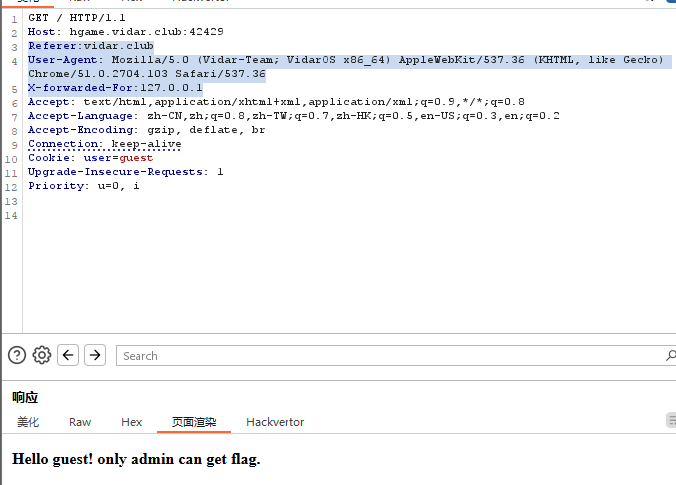 1 GET / HTTP/1.1
2 Host: hgame.vidar.club:42429
3 Referer:vidar.club
4 User-Agent: Mozilla/5.0 (Vidar-Team; VidarOS x86_64) AppleWebKit/537.36 (KHTML, like Gecko)
Chrome/51.0.2704.103 Safari/537.36
5 X-forwarded-For:127.0.0.1
6 Accept: text/html,application/xhtml+xml,application/xml;q=0.9,*/*;q=0.8
7 Accept-Language: zh-CN,zh;q=0.8,zh-TW;q=0.7,zh-HK;q=0.5,en-US;q=0.3,en;q=0.2
8 Accept-Encoding: gzip, deflate, br
9 Connection: keep-alive
10 Cookie: user=guest
11 Upgrade-Insecure-Requests: 1
12 Priority: u=0, i
13
14
Search
响应
美化 Raw Hex 页面渲染 Hackvertor
Hello guest! only admin can get flag.